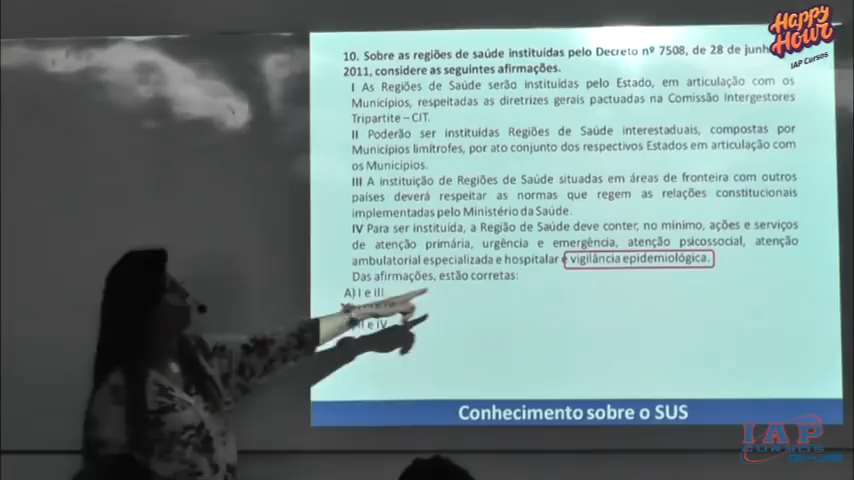 HAPPY
HOUR
IAP Cursos
10. Sobre as regiões de saúde instituídas pelo Decreto nº 7508, de 28 de
2011, considere as seguintes afirmações.
I As Regiões de Saúde serão instituídas pelo Estado, em articulação com os
Municípios, respeitadas as diretrizes gerais pactuadas na Comissão Intergestores
Tripartite – CIT.
II Poderão ser instituídas Regiões de Saúde interestaduais, compostas por
Municípios limítrofes, por ato conjunto dos respectivos Estados em articulação com
os Municípios.
III A instituição de Regiões de Saúde situadas em áreas de fronteira com outros
países deverá respeitar as normas que regem as relações constitucionais
implementadas pelo Ministério da Saúde.
IV Para ser instituída, a Região de Saúde deve conter, no mínimo, ações e serviços
de atenção primária, urgência e emergência, atenção psicossocial, atenção
ambulatorial especializada e hospitalar e vigilância epidemiológica.
Das afirmações, estão corretas:
A) I e III
II e IV
Conhecimento sobre o SUS
IAP
CURSOS